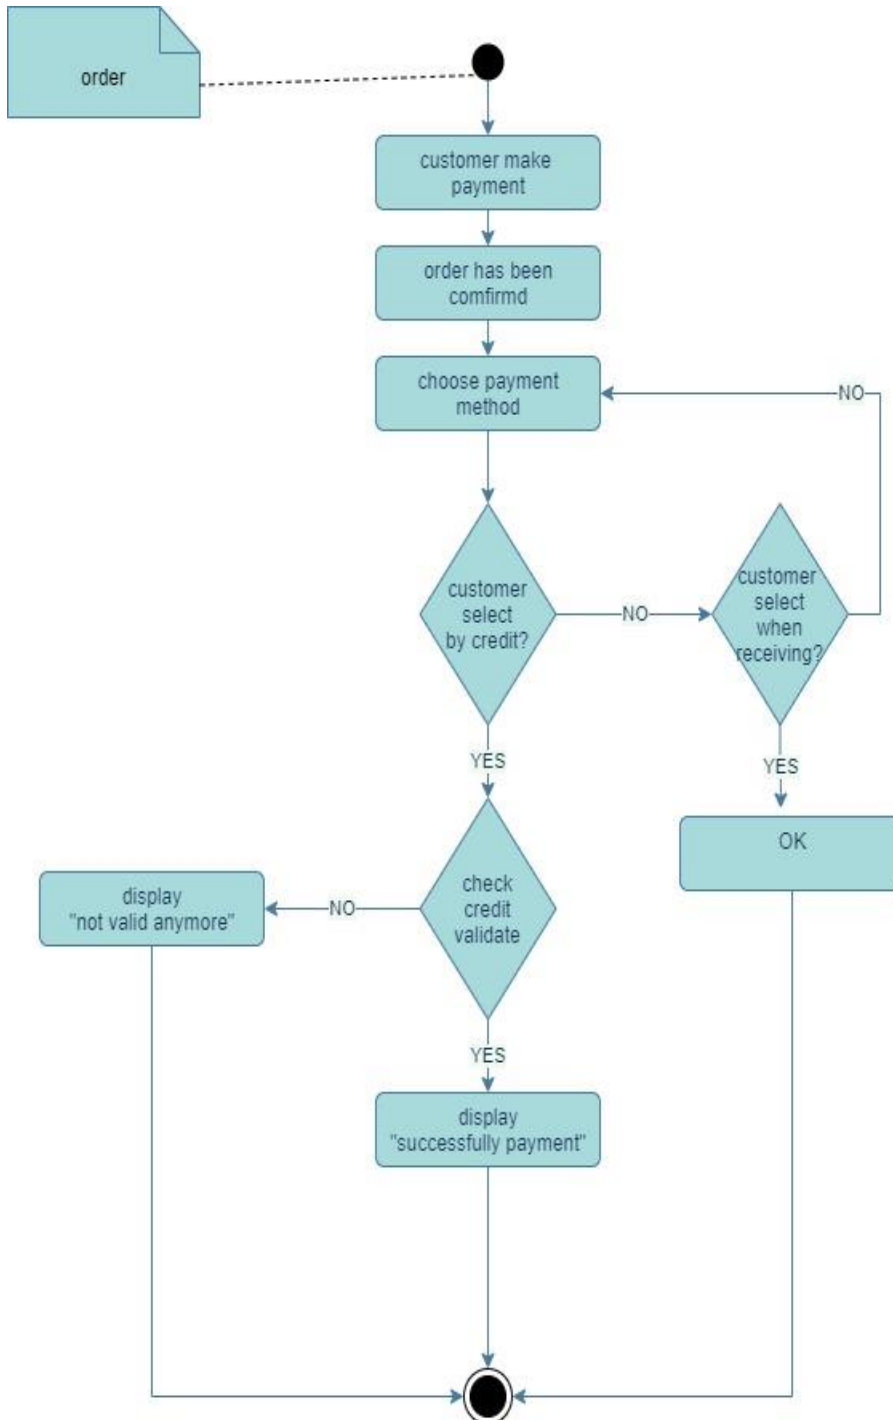 order
customer make
payment
order has been
comfirmd
choose payment
method
NO
customer
select
by credit?
NO
customer
select
when
receiving?
YES
YES
OK
display
"not valid anymore"
NO
check
credit
validate
YES
display
"successfully payment"